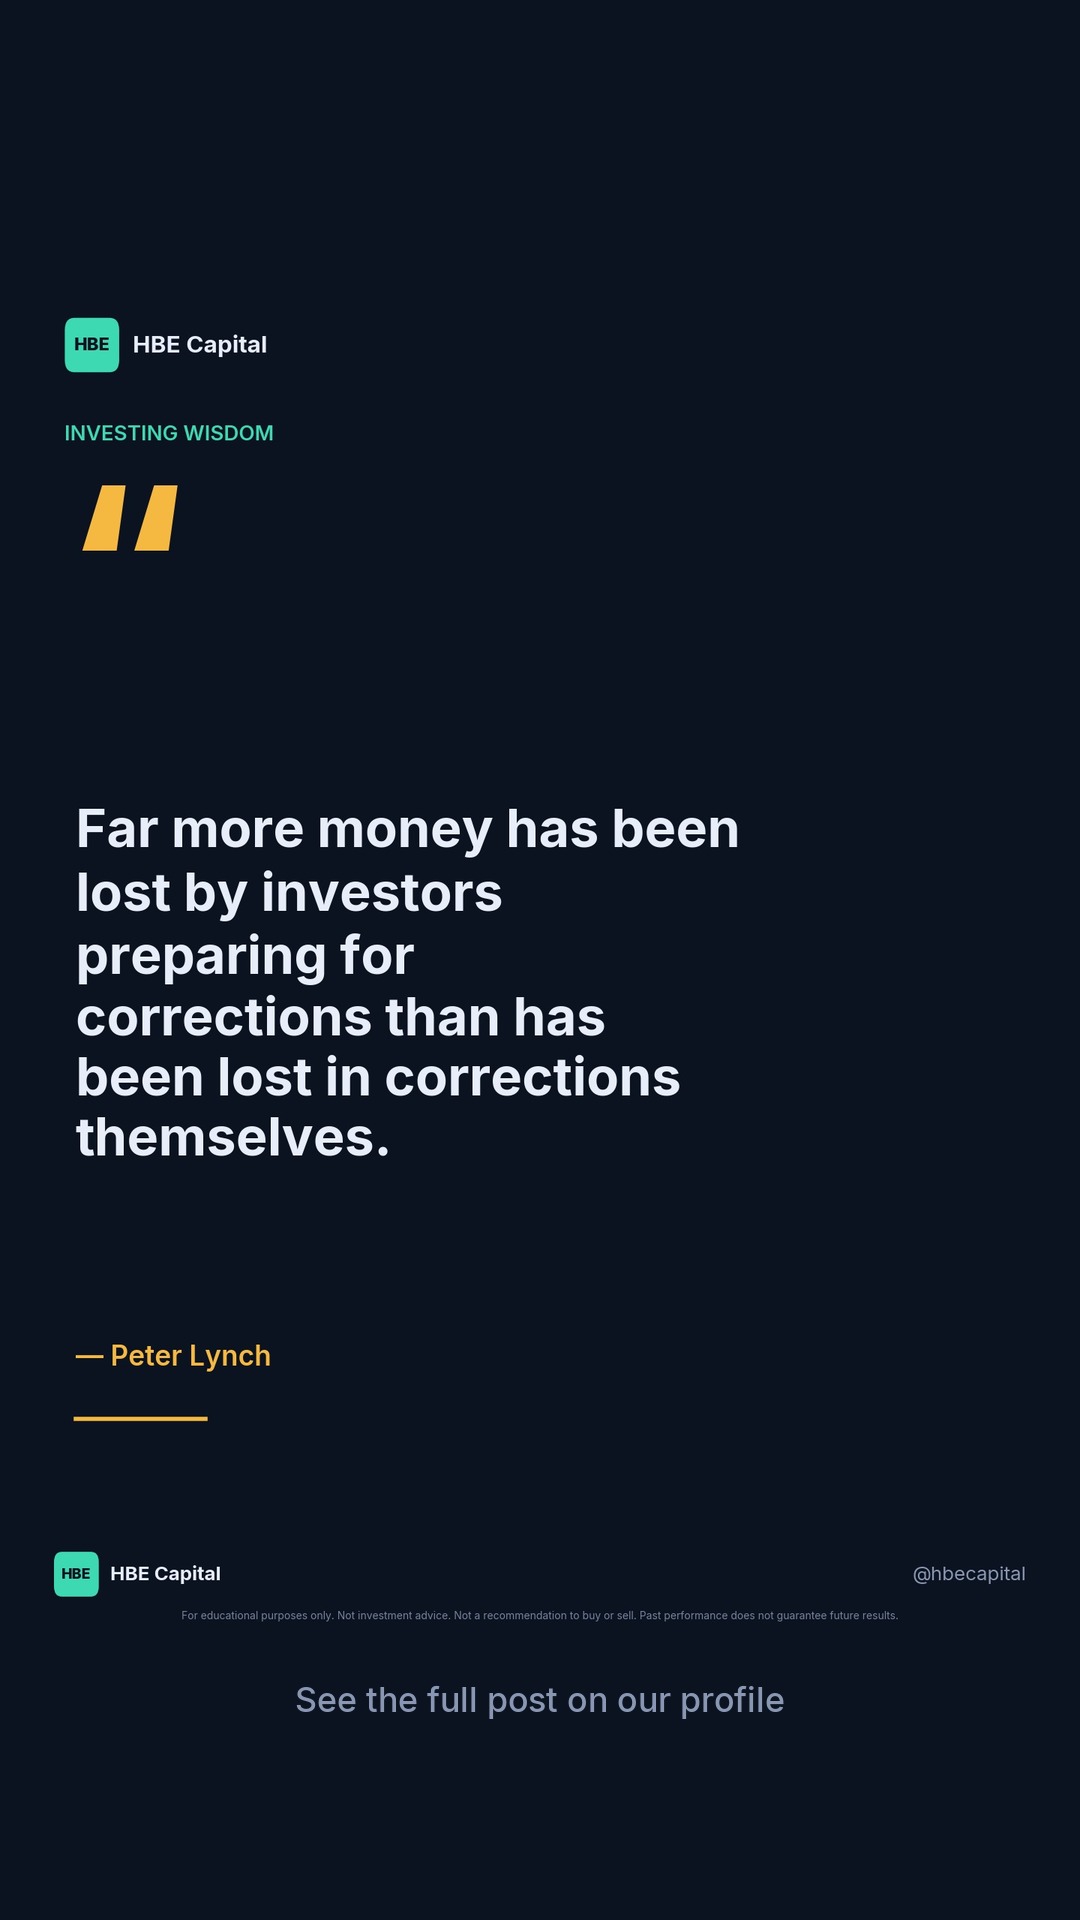 HBE HBE Capital
INVESTING WISDOM
"
Far more money has been
lost by investors
preparing for
corrections than has
been lost in corrections
themselves.
— Peter Lynch
HBE HBE Capital @hbecapital
For educational purposes only. Not investment advice. Not a recommendation to buy or sell. Past performance does not guarantee future results.
See the full post on our profile